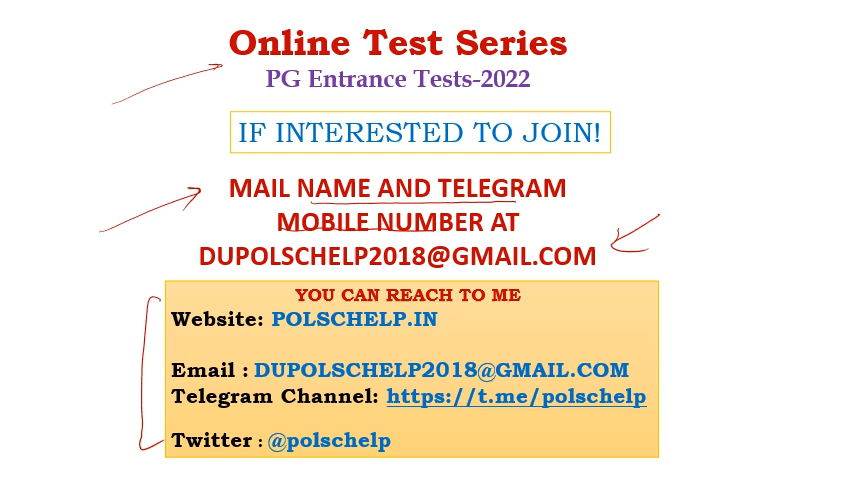 Online Test Series
PG Entrance Tests-2022
IF INTERESTED TO JOIN!
MAIL NAME AND TELEGRAM
MOBILE NUMBER AT
DUPOLSCHELP2018@GMAIL.COM
YOU CAN REACH TO ME
Website: POLSCHELP.IN
Email : DUPOLSCHELP2018@GMAIL.COM
Telegram Channel: https://t.me/polschelp
Twitter : @polschelp